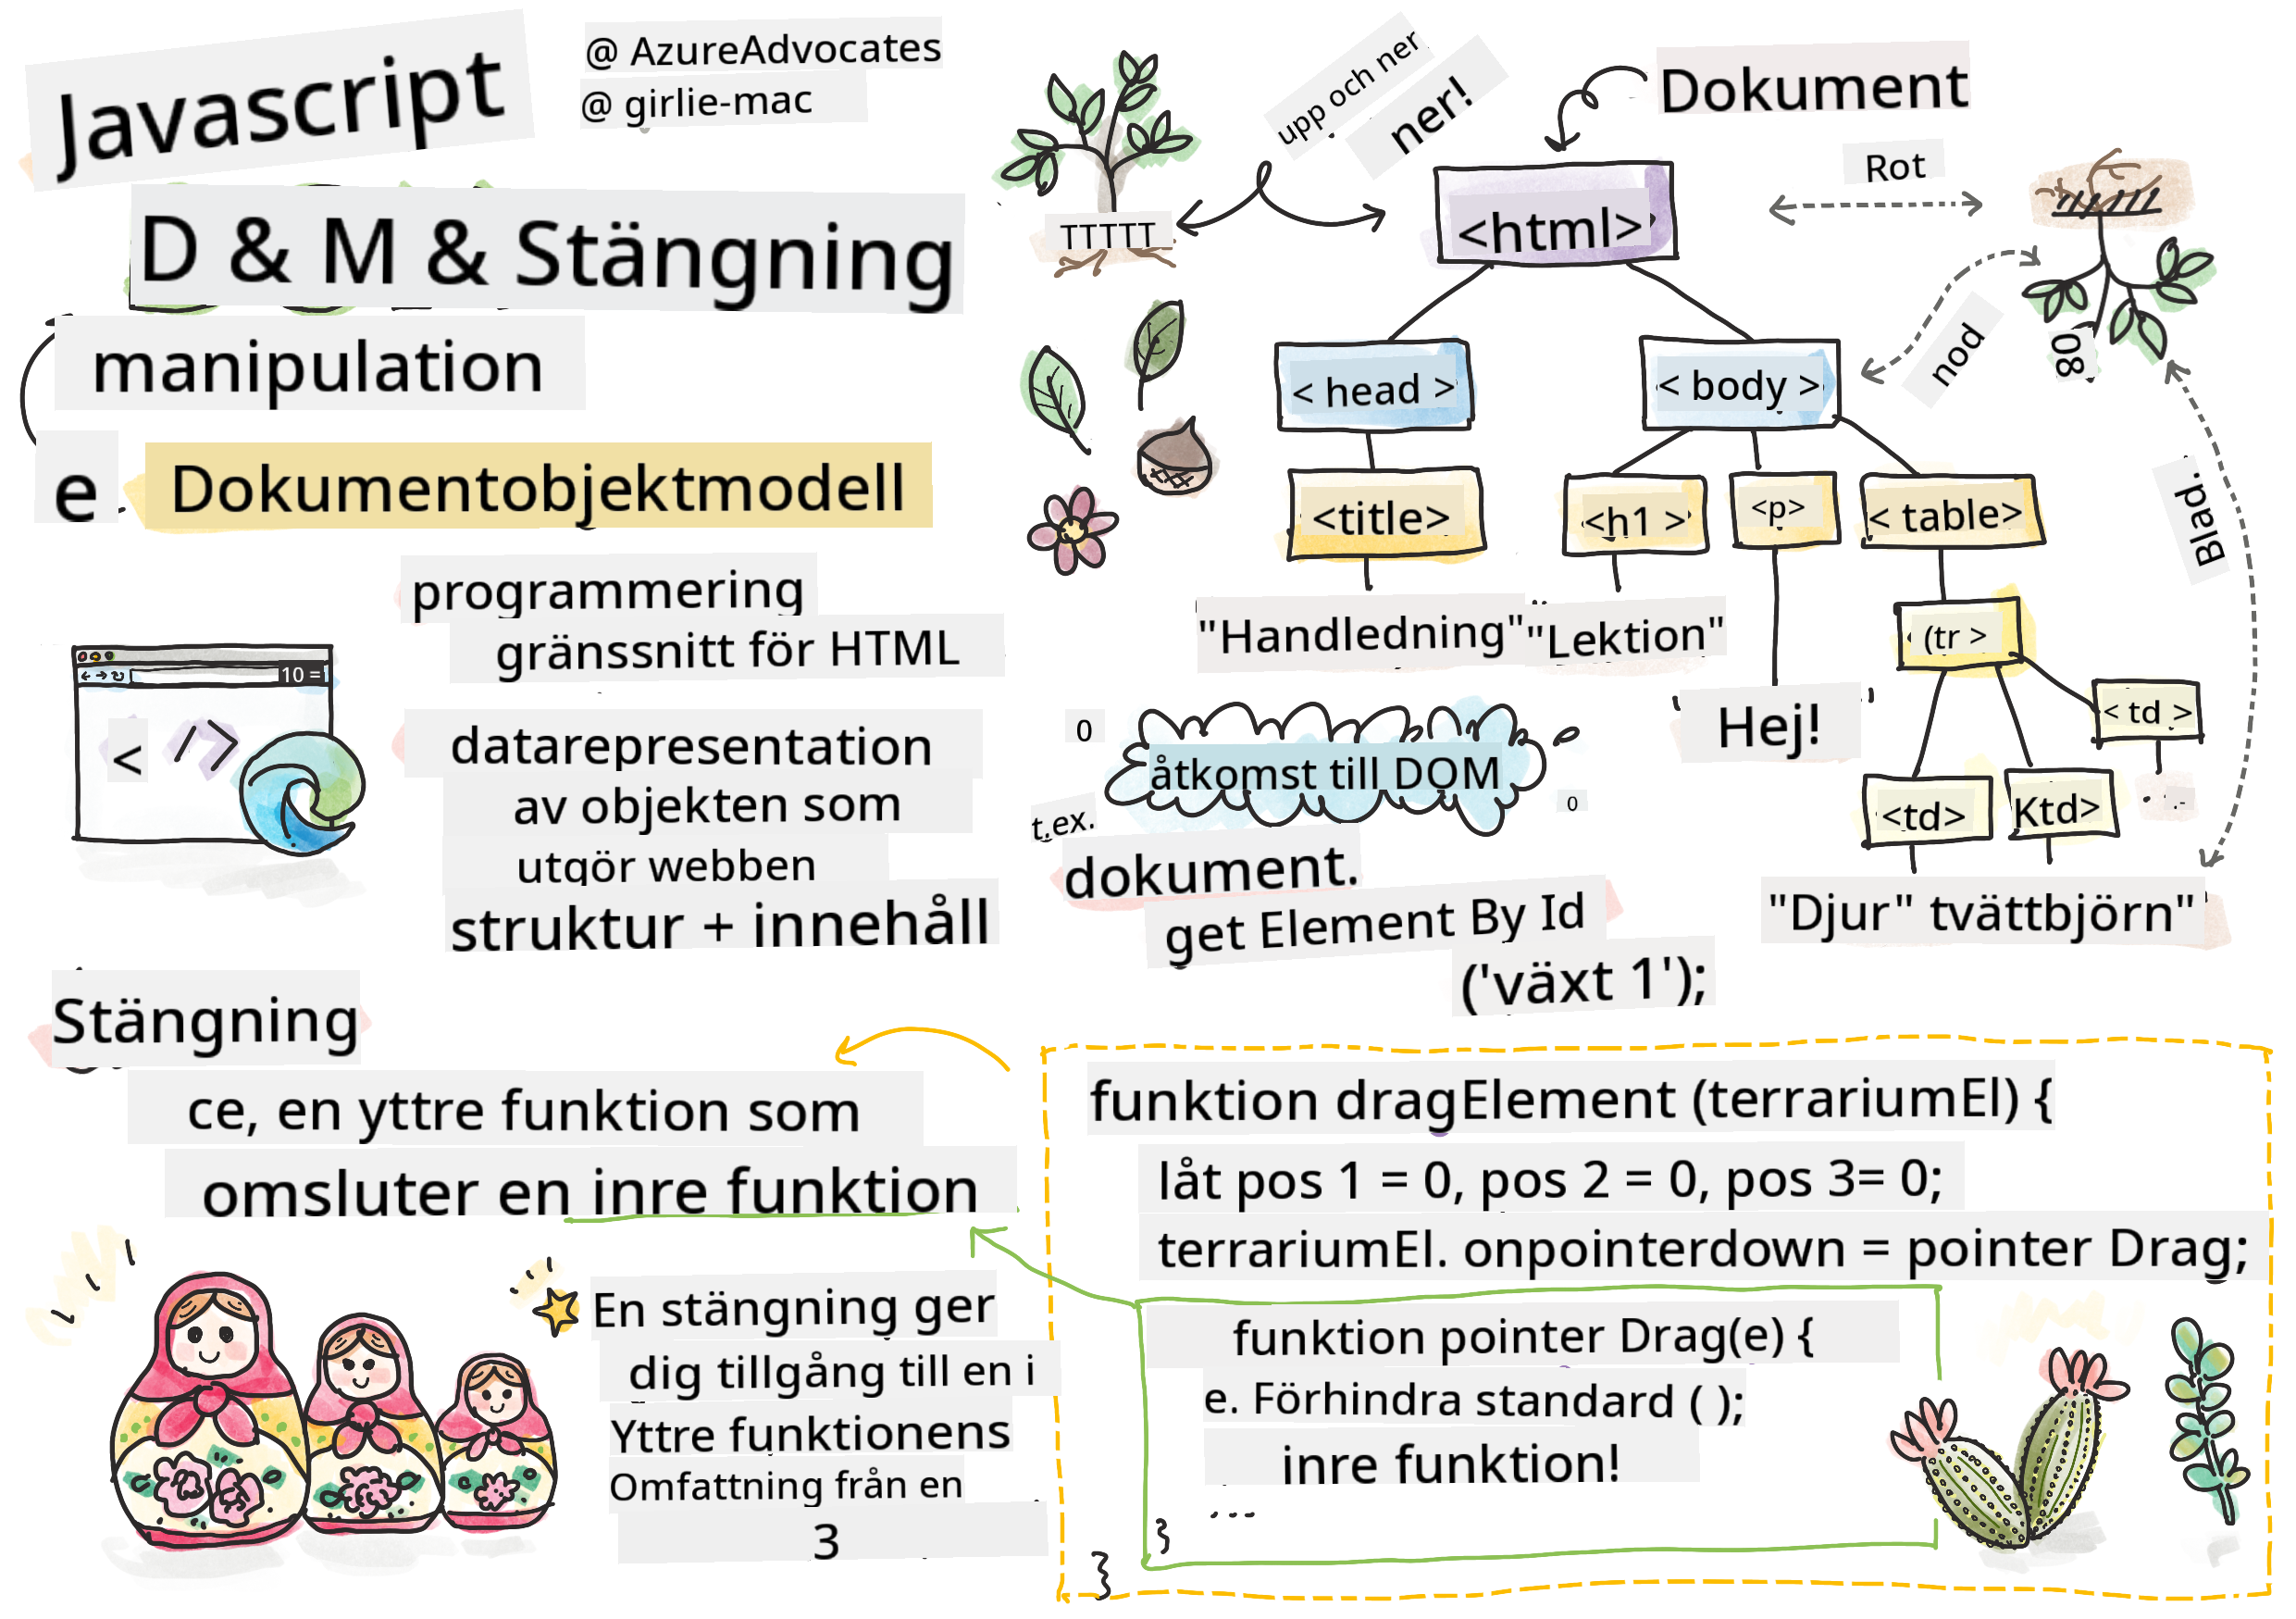 Javascript
@ AzureAdvocates
@ girlie-mac
D & M & Stängning
manipulation
e Dokumentobjektmodell
programmering
gränssnitt för HTML
10 =
< />
datarepresentation
av objekten som
utgör webben
struktur + innehåll
upp och ner
ner!
Dokument
Rot
TTTTT
<html>
nod
08
Blad.
< head >
< body >
<title>
<h1 >
<p>
< table>
"Handledning"
"Lektion"
(tr >
Hej!
< td >
<td>
Ktd>
"Djur" tvättbjörn"
0
åtkomst till DOM
0
t.ex.
dokument.
get Element By Id
('växt 1');
Stängning
ce, en yttre funktion som
omsluter en inre funktion
En stängning ger
dig tillgång till en i
Yttre funktionens
Omfattning från en
3
funktion dragElement (terrariumEl) {
låt pos 1 = 0, pos 2 = 0, pos 3= 0;
terrariumEl. onpointerdown = pointer Drag;
funktion pointer Drag(e) {
e. Förhindra standard ( );
inre funktion!
...
}
}